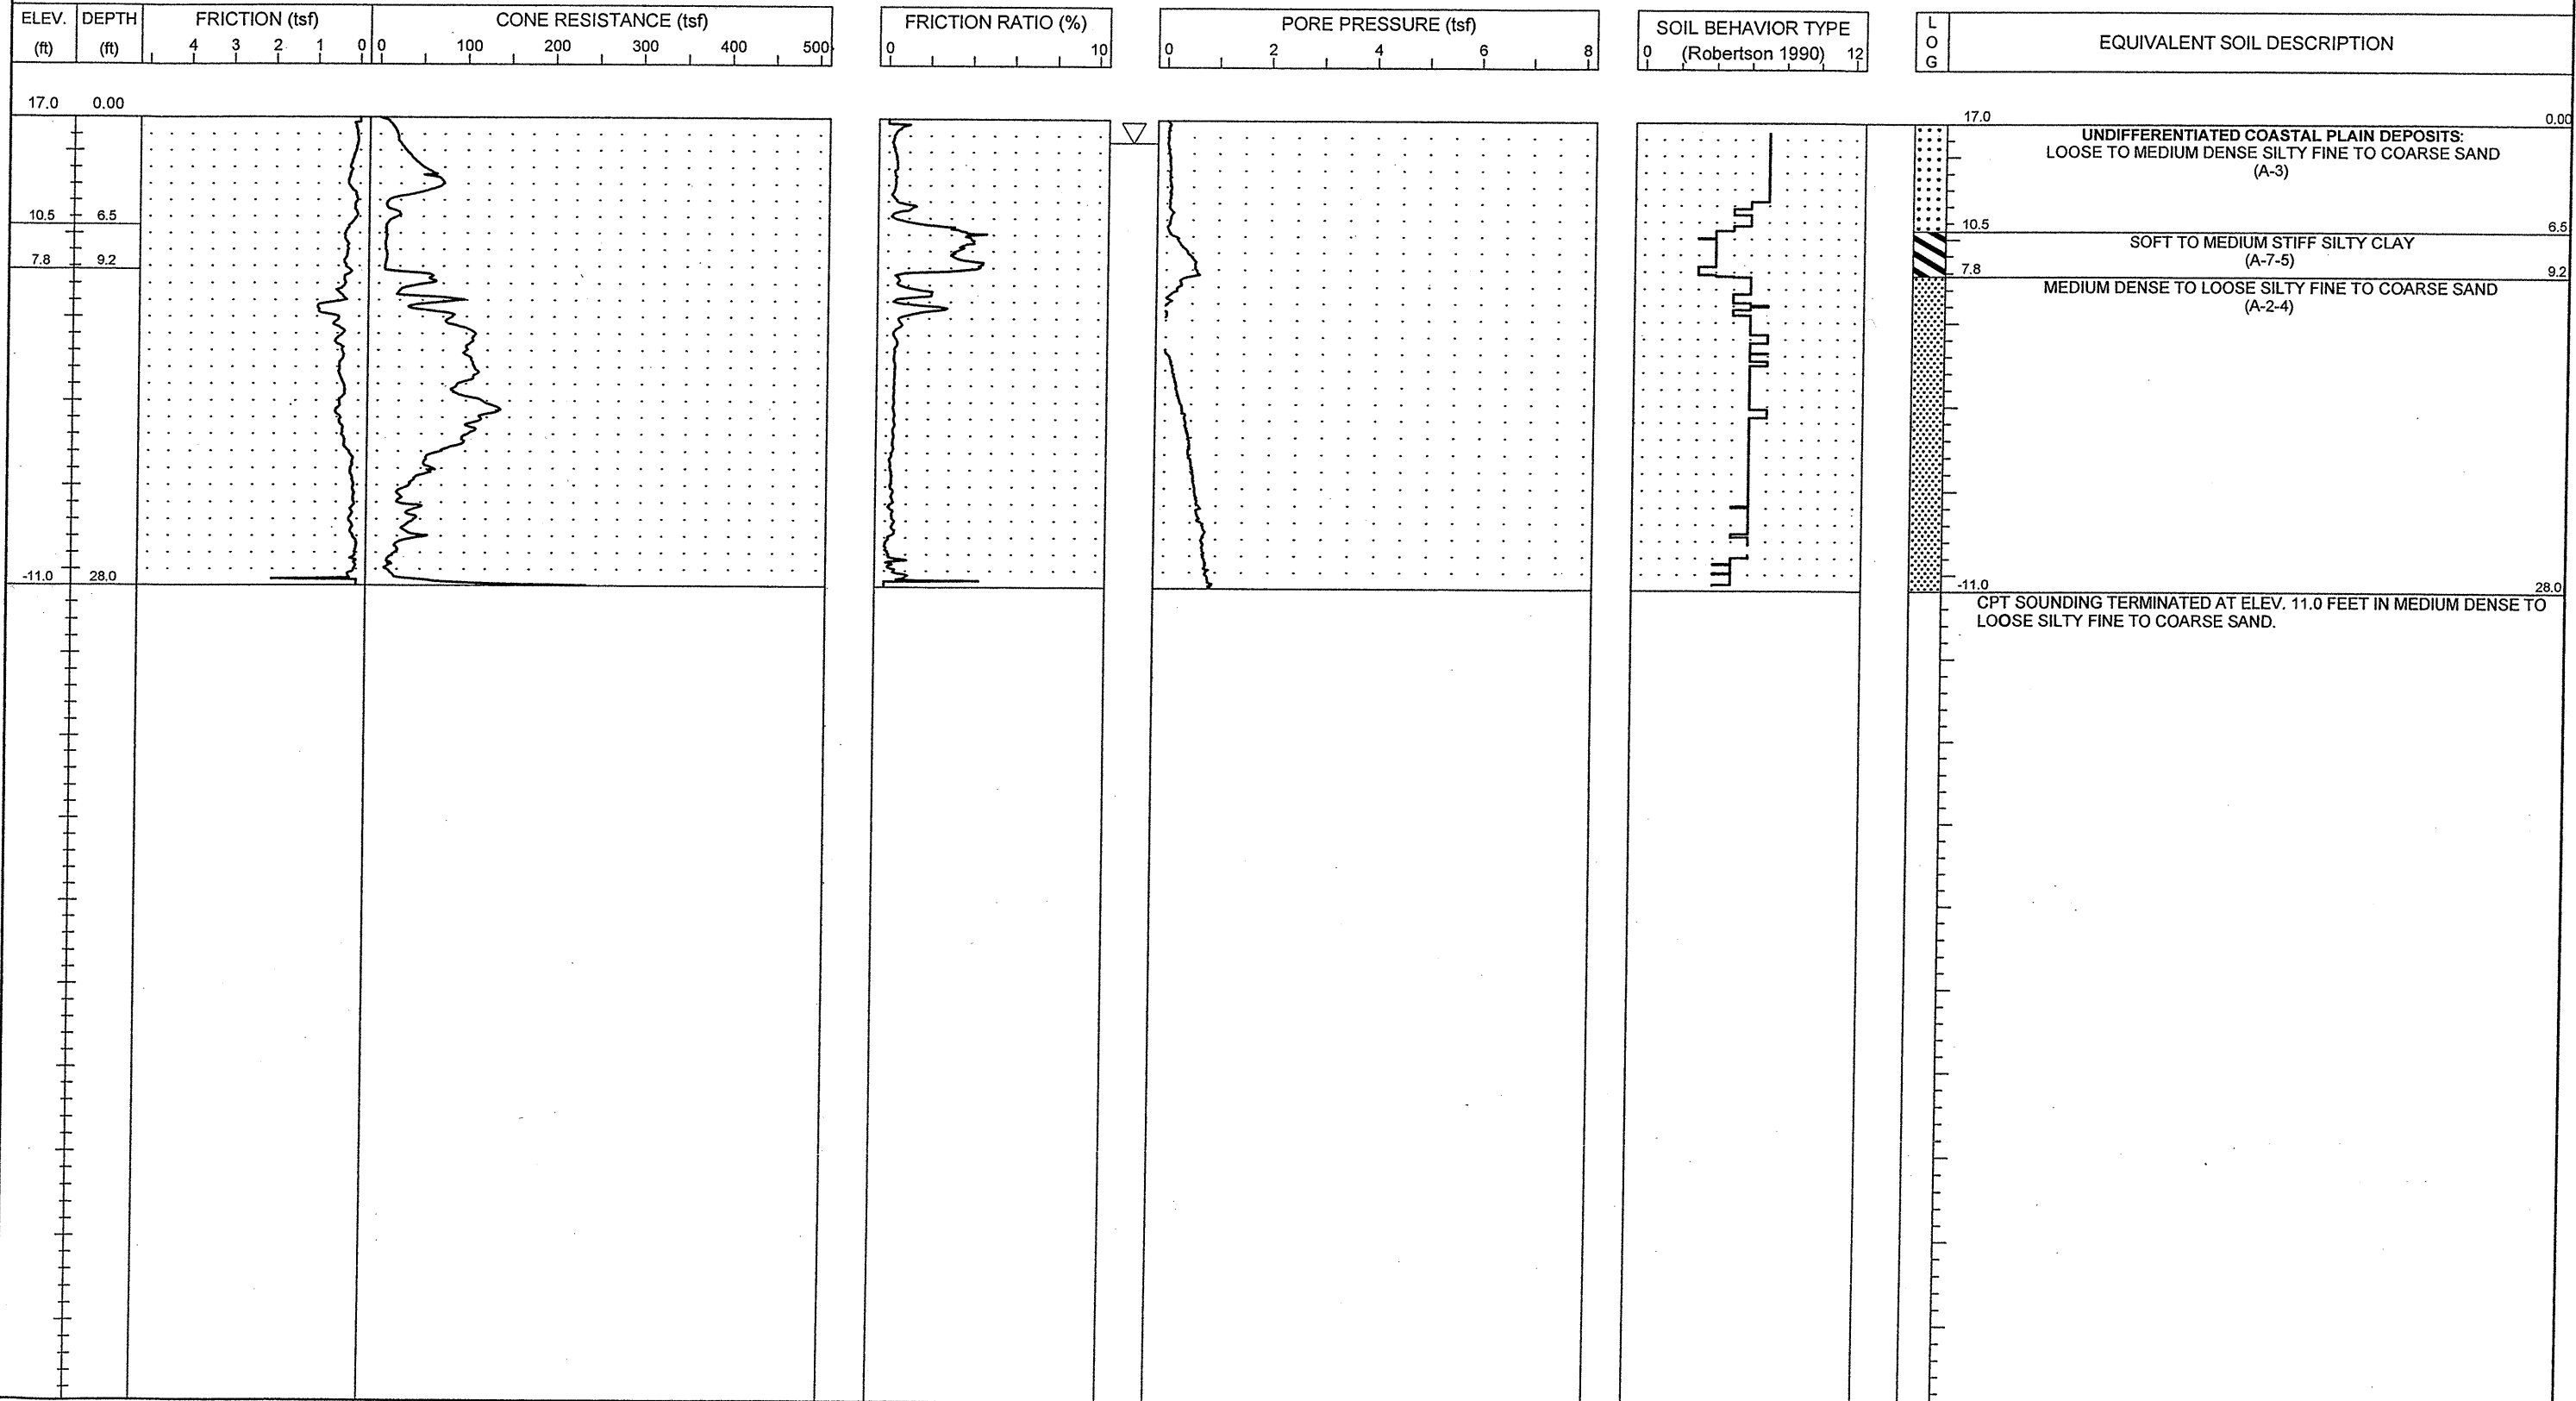 ELEV. DEPTH FRICTION (tsf) CONE RESISTANCE (tsf) FRICTION RATIO (%) PORE PRESSURE (tsf) SOIL BEHAVIOR TYPE L
(ft) (ft) 4 3 2 1 0 0 100 200 300 400 500 0 10 0 2 4 6 8 0 (Robertson 1990) 12 O EQUIVALENT SOIL DESCRIPTION
G
17.0 0.00
17.0 0.00
UNDIFFERENTIATED COASTAL PLAIN DEPOSITS:
LOOSE TO MEDIUM DENSE SILTY FINE TO COARSE SAND
(A-3)
10.5 6.5
10.5 6.5
SOFT TO MEDIUM STIFF SILTY CLAY
(A-7-5)
7.8 9.2
7.8 9.2
MEDIUM DENSE TO LOOSE SILTY FINE TO COARSE SAND
(A-2-4)
-11.0 28.0
-11.0 28.0
CPT SOUNDING TERMINATED AT ELEV. 11.0 FEET IN MEDIUM DENSE TO
LOOSE SILTY FINE TO COARSE SAND.